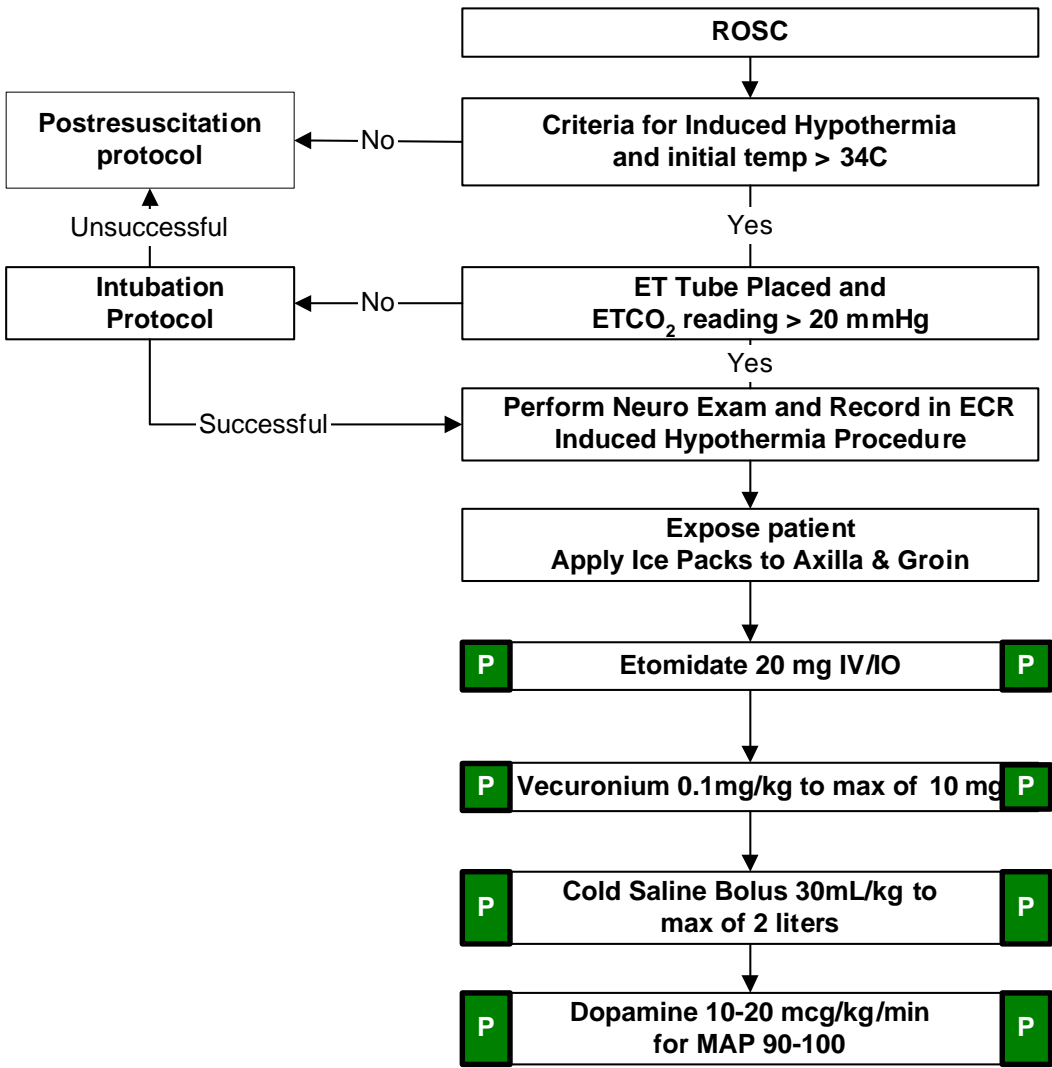 ROSC
Postresuscitation
protocol
No
Criteria for Induced Hypothermia
and initial temp > 34C
Unsuccessful
Yes
Intubation
Protocol
No
ET Tube Placed and
ETCO₂ reading > 20 mmHg
Yes
Successful
Perform Neuro Exam and Record in ECR
Induced Hypothermia Procedure
Expose patient
Apply Ice Packs to Axilla & Groin
P Etomidate 20 mg IV/IO P
P Vecuronium 0.1mg/kg to max of 10 mg P
P Cold Saline Bolus 30mL/kg to
max of 2 liters P
P Dopamine 10-20 mcg/kg/min
for MAP 90-100 P